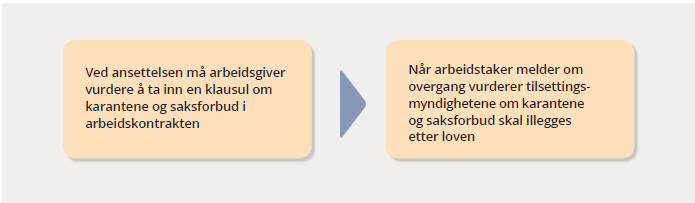 Ved ansettelsen må arbeidsgiver
vurdere å ta inn en klausul om
karantene og saksforbud i
arbeidskontrakten
Når arbeidstaker melder om
overgang vurderer tilsettings-
myndighetene om karantene
og saksforbud skal illegges
etter loven